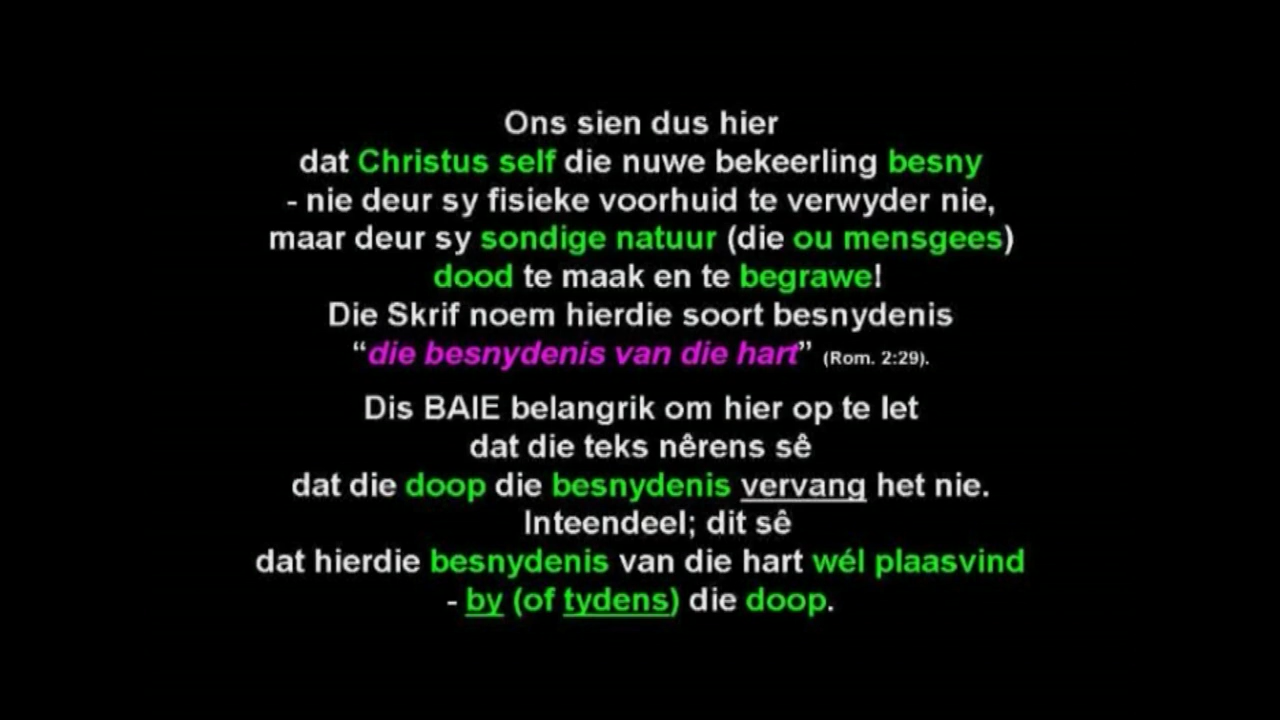 Ons sien dus hier
dat Christus self die nuwe bekeerling besny
- nie deur sy fisieke voorhuid te verwyder nie,
maar deur sy sondige natuur (die ou mensgees)
dood te maak en te begrawe!
Die Skrif noem hierdie soort besnydenis
“die besnydenis van die hart” (Rom. 2:29).
Dis BAIE belangrik om hier op te let
dat die teks nêrens sê
dat die doop die besnydenis vervang het nie.
Inteendeel; dit sê
dat hierdie besnydenis van die hart wél plaasvind
- by (of tydens) die doop.